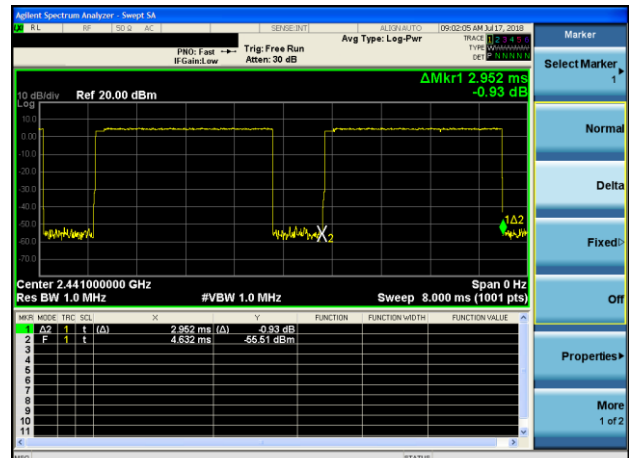 Agilent Spectrum Analyzer - Swept SA
RL RF 50 Ω AC SENSE:INT ALIGN AUTO 09:02:05 AM Jul 17, 2018
Avg Type: Log-Pwr
TRACE 1 2 3 4 5 6
TYPE
DET P N N N N N
PNO: Fast Trig: Free Run
IFGain:Low Atten: 30 dB
ΔMkr1 2.952 ms
-0.93 dB
10 dB/div Ref 20.00 dBm
Log
10.0
0.00
-10.0
-20.0
-30.0
-40.0
-50.0
-60.0
-70.0
1Δ2
X2
Center 2.441000000 GHz Span 0 Hz
Res BW 1.0 MHz #VBW 1.0 MHz Sweep 8.000 ms (1001 pts)
MKR MODE TRC SCL X Y FUNCTION FUNCTION WIDTH FUNCTION VALUE
1 Δ2 1 t (Δ) 2.952 ms (Δ) -0.93 dB
2 F 1 t 4.632 ms -55.51 dBm
3
4
5
6
7
8
9
10
11
MSG STATUS
Marker
Select Marker
1
Normal
Delta
Fixed
Off
Properties
More
1 of 2